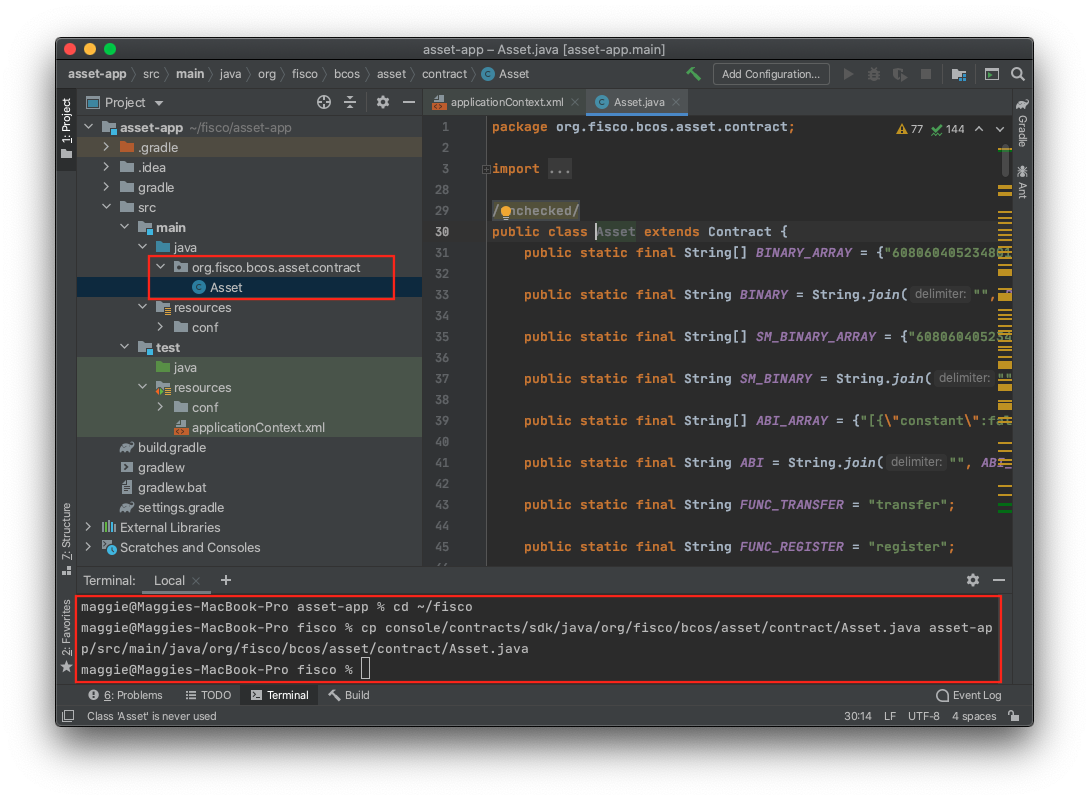 asset-app – Asset.java [asset-app.main]
asset-app src main java org fisco bcos asset contract Asset Add Configuration...
1: Project
Project
asset-app ~/fisco/asset-app
.gradle
.idea
gradle
src
main
java
org.fisco.bcos.asset.contract
Asset
resources
conf
test
java
resources
conf
applicationContext.xml
build.gradle
gradlew
gradlew.bat
settings.gradle
External Libraries
Scratches and Consoles
Z: Structure
2: Favorites
applicationContext.xml Asset.java
77 144
1 package org.fisco.bcos.asset.contract;
2
3 import ...
28
29 /unchecked/
30 public class Asset extends Contract {
31 public static final String[] BINARY_ARRAY = {"608060405234801
32
33 public static final String BINARY = String.join( delimiter: "",
34
35 public static final String[] SM_BINARY_ARRAY = {"608060405234
36
37 public static final String SM_BINARY = String.join( delimiter: ""
38
39 public static final String[] ABI_ARRAY = {"[{\"constant\":fal
40
41 public static final String ABI = String.join( delimiter: "", ABI_
42
43 public static final String FUNC_TRANSFER = "transfer";
44
45 public static final String FUNC_REGISTER = "register";
Gradle
Ant
Terminal: Local +
maggie@Maggies-MacBook-Pro asset-app % cd ~/fisco
maggie@Maggies-MacBook-Pro fisco % cp console/contracts/sdk/java/org/fisco/bcos/asset/contract/Asset.java asset-ap
p/src/main/java/org/fisco/bcos/asset/contract/Asset.java
maggie@Maggies-MacBook-Pro fisco %
6: Problems TODO Terminal Build Event Log
Class 'Asset' is never used 30:14 LF UTF-8 4 spaces